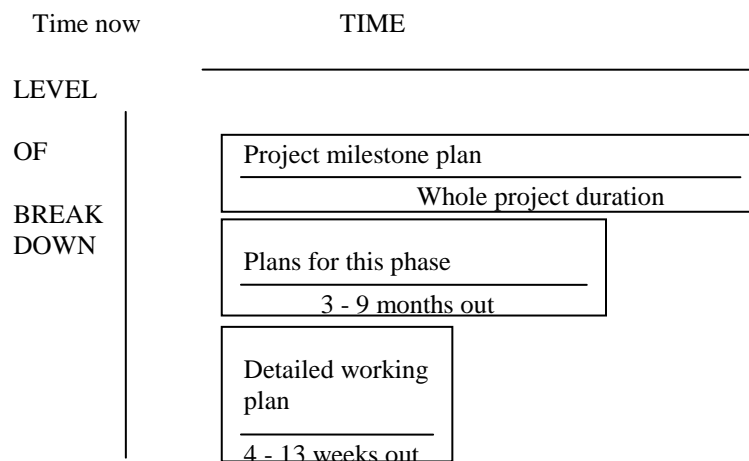 Time now TIME
LEVEL
OF
BREAK
DOWN
Project milestone plan
Whole project duration
Plans for this phase
3 - 9 months out
Detailed working
plan
4 - 13 weeks out